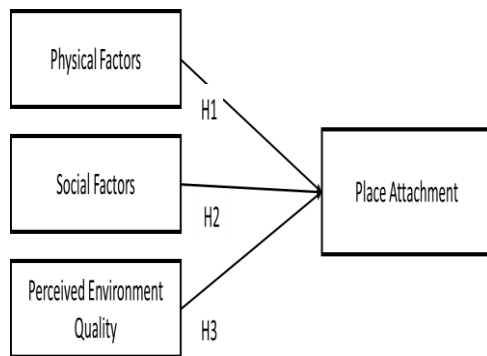 Physical Factors
H1
Social Factors
Place Attachment
H2
Perceived Environment
Quality
H3